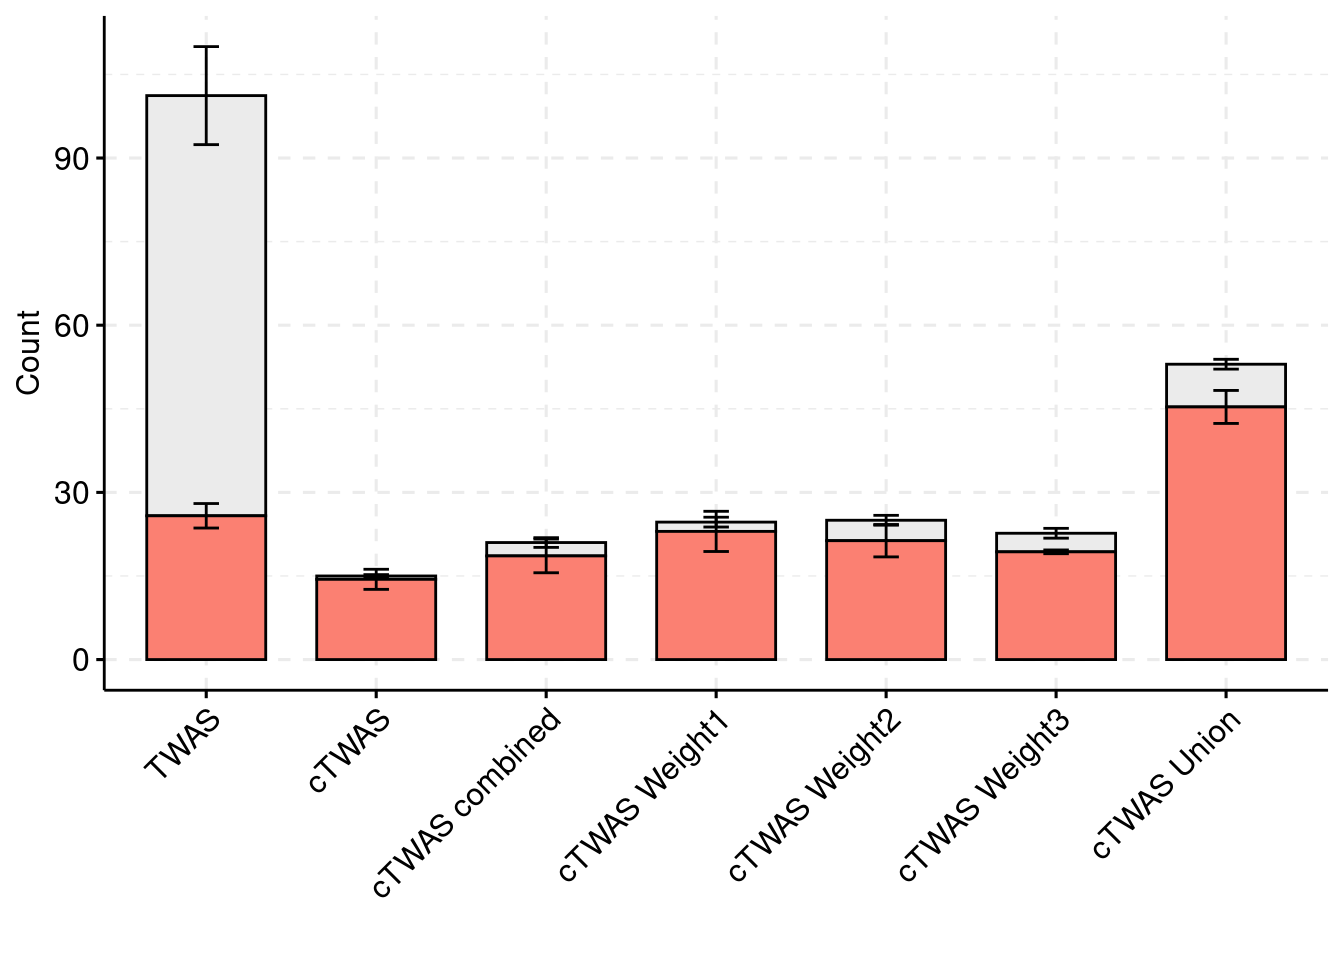 Count
90
60
30
0
TWAS
cTWAS
cTWAS combined
cTWAS Weight1
cTWAS Weight2
cTWAS Weight3
cTWAS Union